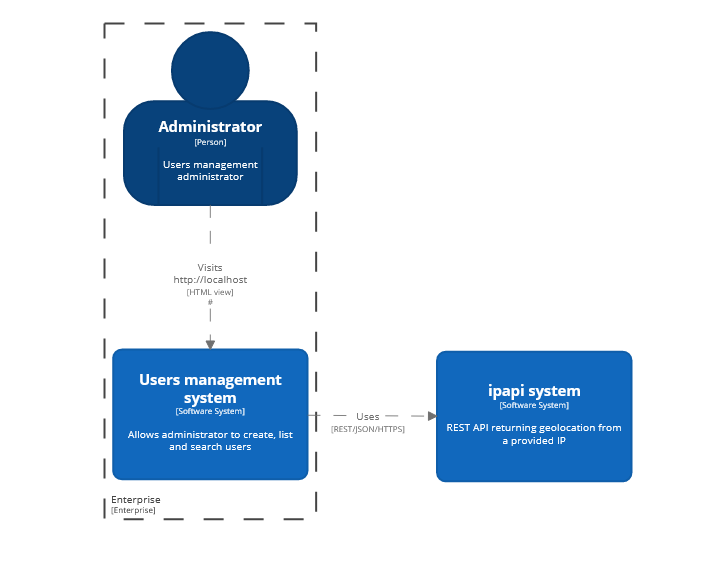 Administrator
[Person]
Users management
administrator
Visits
http://localhost
[HTML view]
#
Users management
system
[Software System]
Allows administrator to create, list
and search users
Uses
[REST/JSON/HTTPS]
ipapi system
[Software System]
REST API returning geolocation from
a provided IP
Enterprise
[Enterprise]